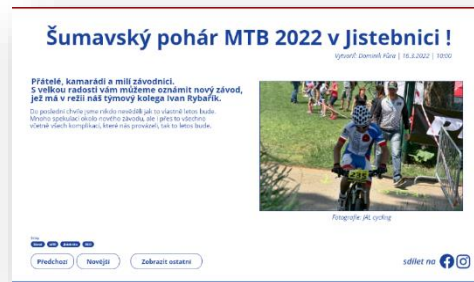 Šumavský pohár MTB 2022 v Jistebnici !
vytvořil: Dominik Fůra | 16.3.2022 | 10:00
Přátelé, kamarádi a milí závodnici.
S velkou radosti vám můžeme oznámit nový závod,
jež má v režii náš týmový kolega Ivan Rybařík.
Do poslední chvíle jsme nikdo nevěděli jak to vlastně letos bude.
Mnoho spekulací okolo nového závodu, ale i přes to všechno
včetně všech komplikací, které nás provázeli, tak to letos bude.
Fotografie: JAL cycling
Předchozí
Novější
Zobrazit ostatní
sdílet na